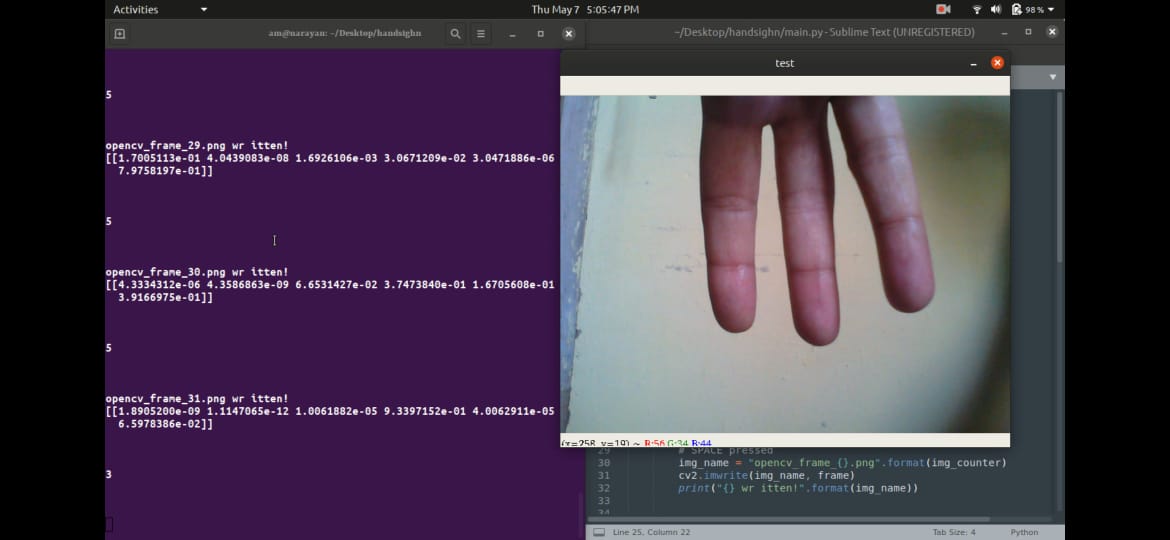 Activities
Thu May 7 5:05:47 PM
98 %
am@narayan: ~/Desktop/handsighn
~/Desktop/handsighn/main.py - Sublime Text (UNREGISTERED)
test
5
opencv_frame_29.png wr itten!
[[1.7005113e-01 4.0439083e-08 1.6926106e-03 3.0671209e-02 3.0471886e-06
7.9758197e-01]]
5
opencv_frame_30.png wr itten!
[[4.3334312e-06 4.3586863e-09 6.6531427e-02 3.7473840e-01 1.6705608e-01
3.9166975e-01]]
5
opencv_frame_31.png wr itten!
[[1.8905200e-09 1.1147065e-12 1.0061882e-05 9.3397152e-01 4.0062911e-05
6.5978386e-02]]
3
(x=258, y=19) ~ R:56 G:34 B:44
29 # SPACE pressed
30 img_name = "opencv_frame_{}.png".format(img_counter)
31 cv2.imwrite(img_name, frame)
32 print("{} wr itten!".format(img_name))
33
34
Line 25, Column 22
Tab Size: 4
Python